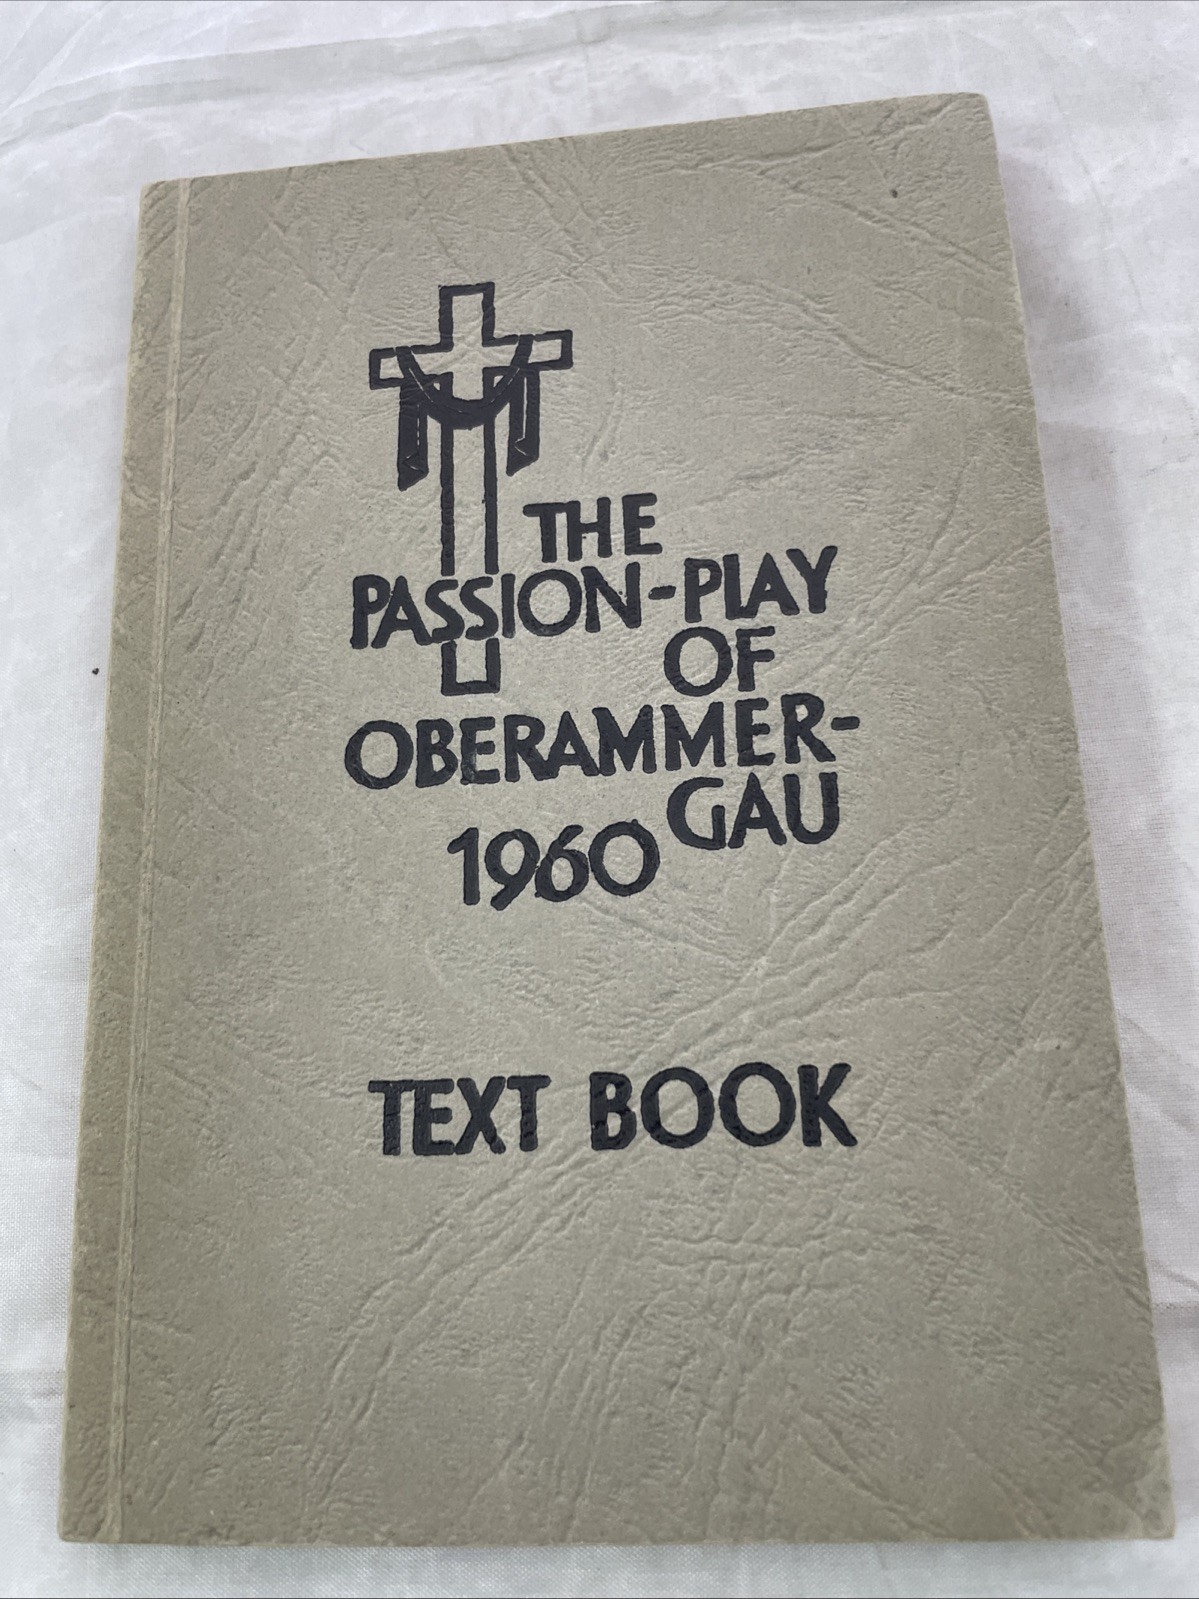 THE
PASSION-PLAY
OF
OBERAMMER-
GAU
1960
TEXT BOOK